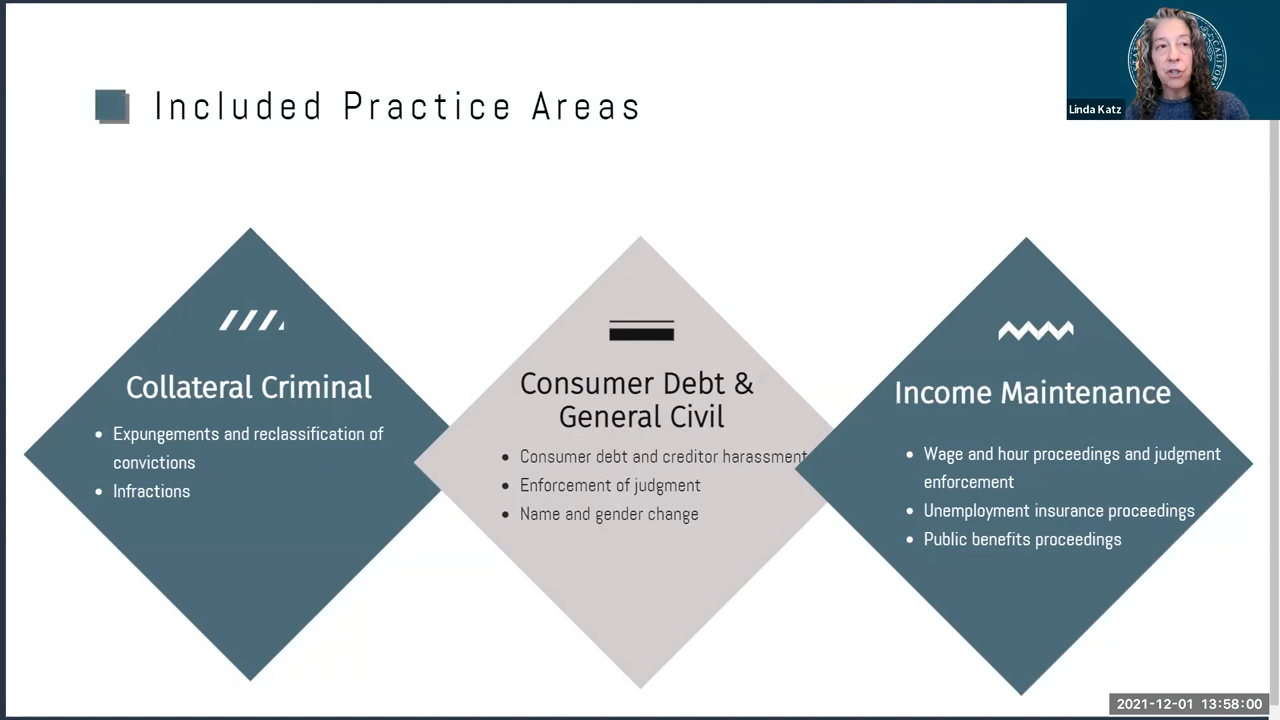 Included Practice Areas
Linda Katz
Collateral Criminal
• Expungements and reclassification of
convictions
• Infractions
Consumer Debt &
General Civil
• Consumer debt and creditor harassment
• Enforcement of judgment
• Name and gender change
Income Maintenance
• Wage and hour proceedings and judgment
enforcement
• Unemployment insurance proceedings
• Public benefits proceedings
2021-12-01 13:58:00